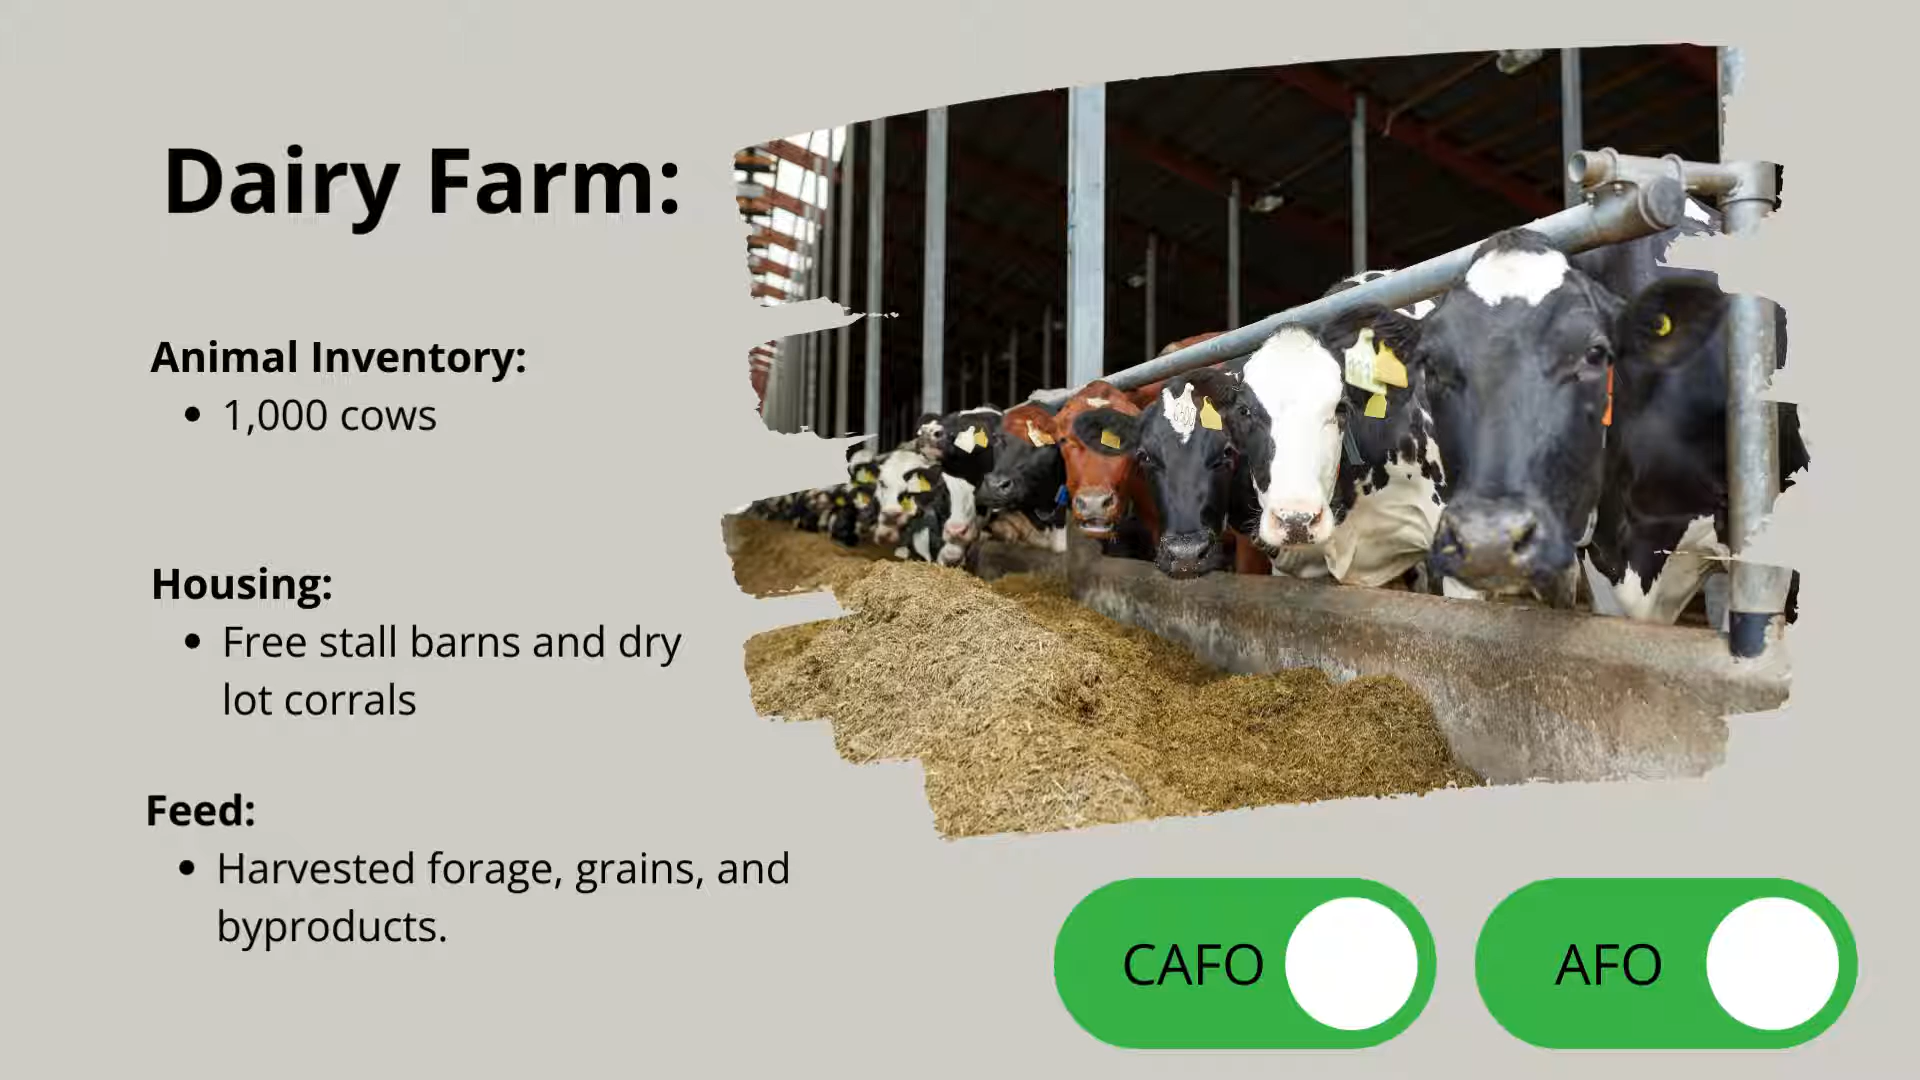 Dairy Farm:
Animal Inventory:
• 1,000 cows
Housing:
• Free stall barns and dry
lot corrals
Feed:
• Harvested forage, grains, and
byproducts.
CAFO
AFO